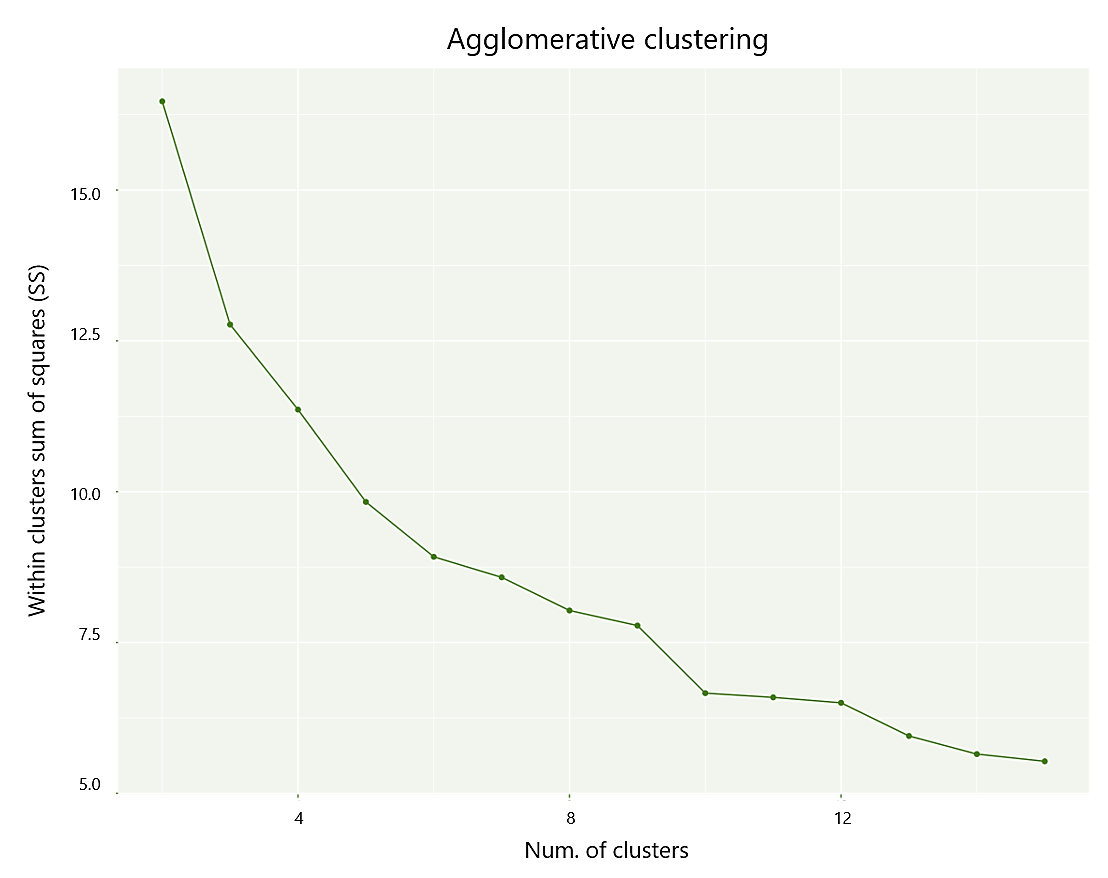 Agglomerative clustering
Within clusters sum of squares (SS)
15.0
12.5
10.0
7.5
5.0
4
8
12
Num. of clusters